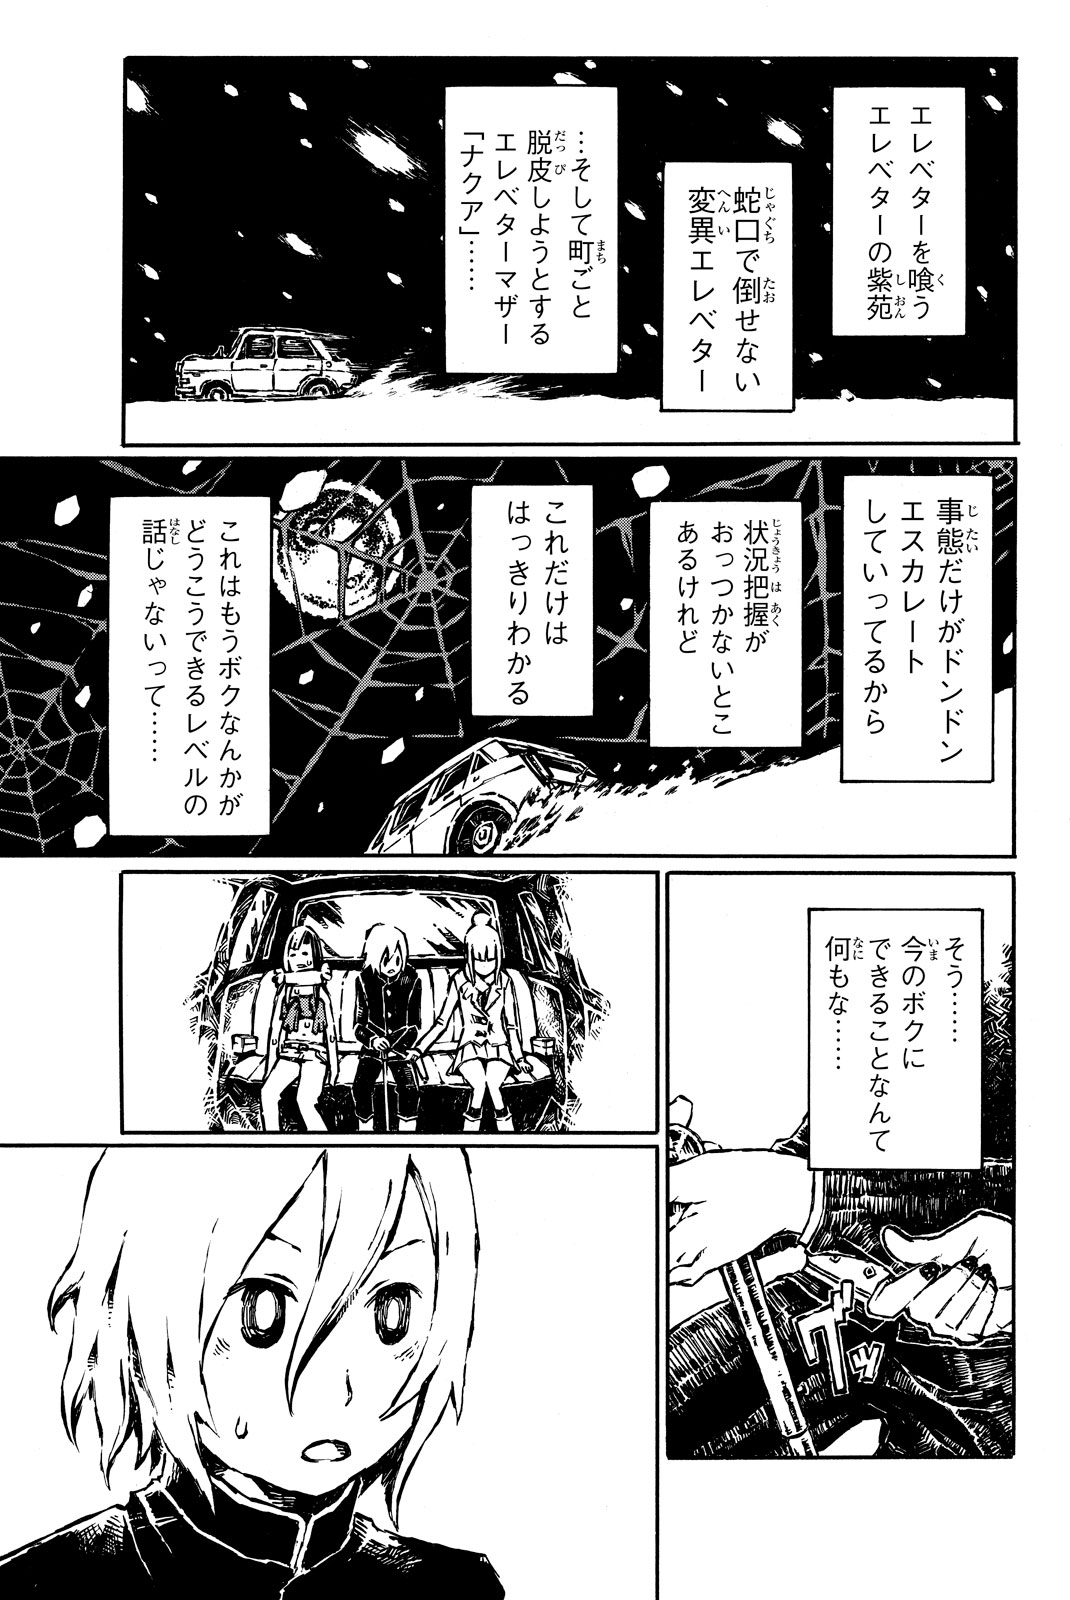 エレベターを喰う
エレベターの紫苑
蛇口で倒せない
変異エレベター
…そして町ごと
脱皮しようとする
エレベターマザー
「ナクア」……
事態だけがドンドン
エスカレート
していってるから
状況把握が
おっつかないとこ
あるけれど
これだけは
はっきりわかる
これはもうボクなんかが
どうこうできるレベルの
話じゃないって……
そう……
今のボクに
できることなんて
何もな……
グッ